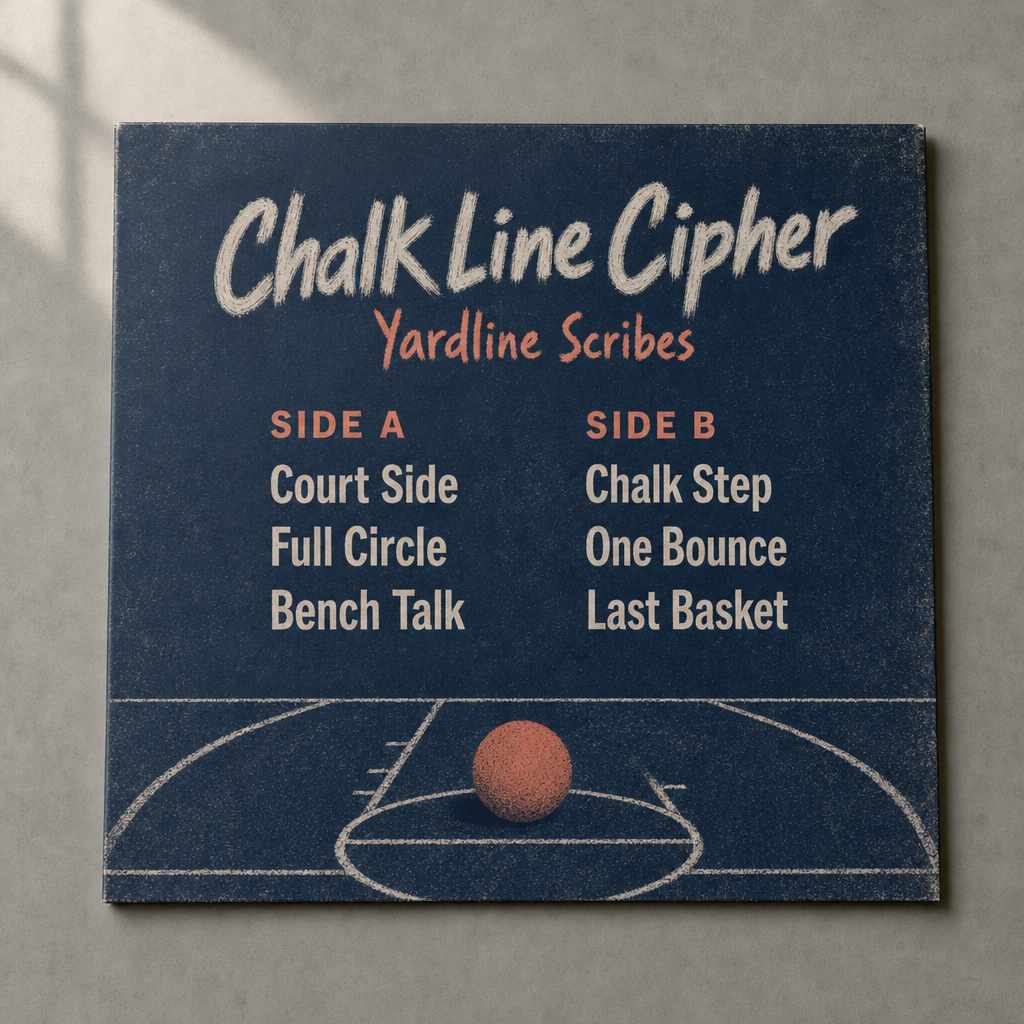 Chalk Line Cipher
Yardline Scribes
SIDE A
Court Side
Full Circle
Bench Talk
SIDE B
Chalk Step
One Bounce
Last Basket